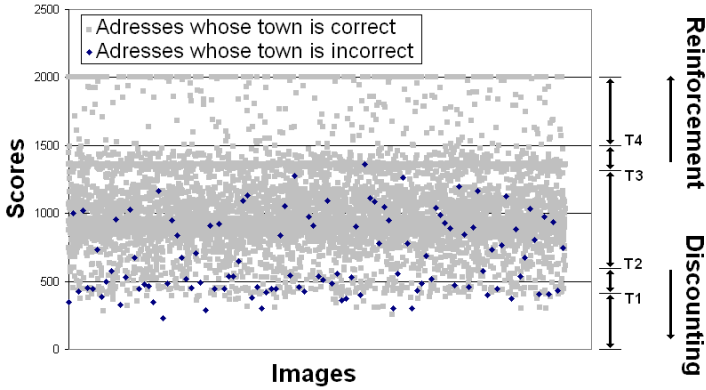 2500
Adresses whose town is correct
Adresses whose town is incorrect
2000
1500
1000
500
0
Scores
Images
T4
T3
T2
T1
Reinforcement
Discounting